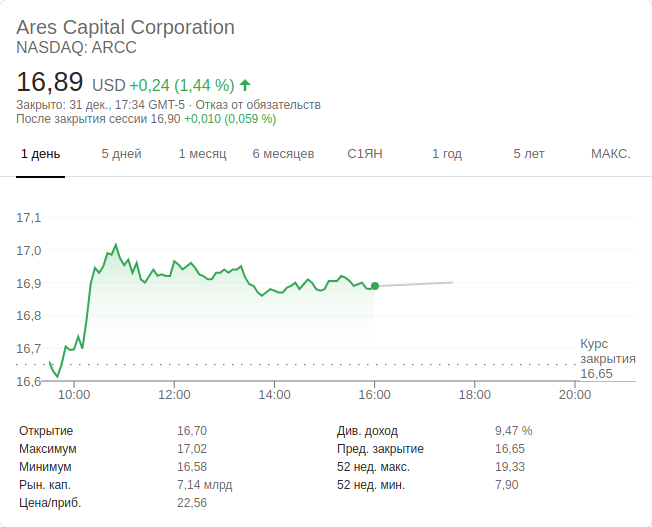 Ares Capital Corporation
NASDAQ: ARCC
16,89 USD +0,24 (1,44 %)
Закрыто: 31 дек., 17:34 GMT-5 · Отказ от обязательств
После закрытия сессии 16,90 +0,010 (0,059 %)
1 день 5 дней 1 месяц 6 месяцев С1ЯН 1 год 5 лет МАКС.
17,1
17,0
16,9
16,8
16,7
16,6
Курс
закрытия
16,65
10:00 12:00 14:00 16:00 18:00 20:00
Открытие 16,70 Див. доход 9,47 %
Максимум 17,02 Пред. закрытие 16,65
Минимум 16,58 52 нед. макс. 19,33
Рын. кап. 7,14 млрд 52 нед. мин. 7,90
Цена/приб. 22,56